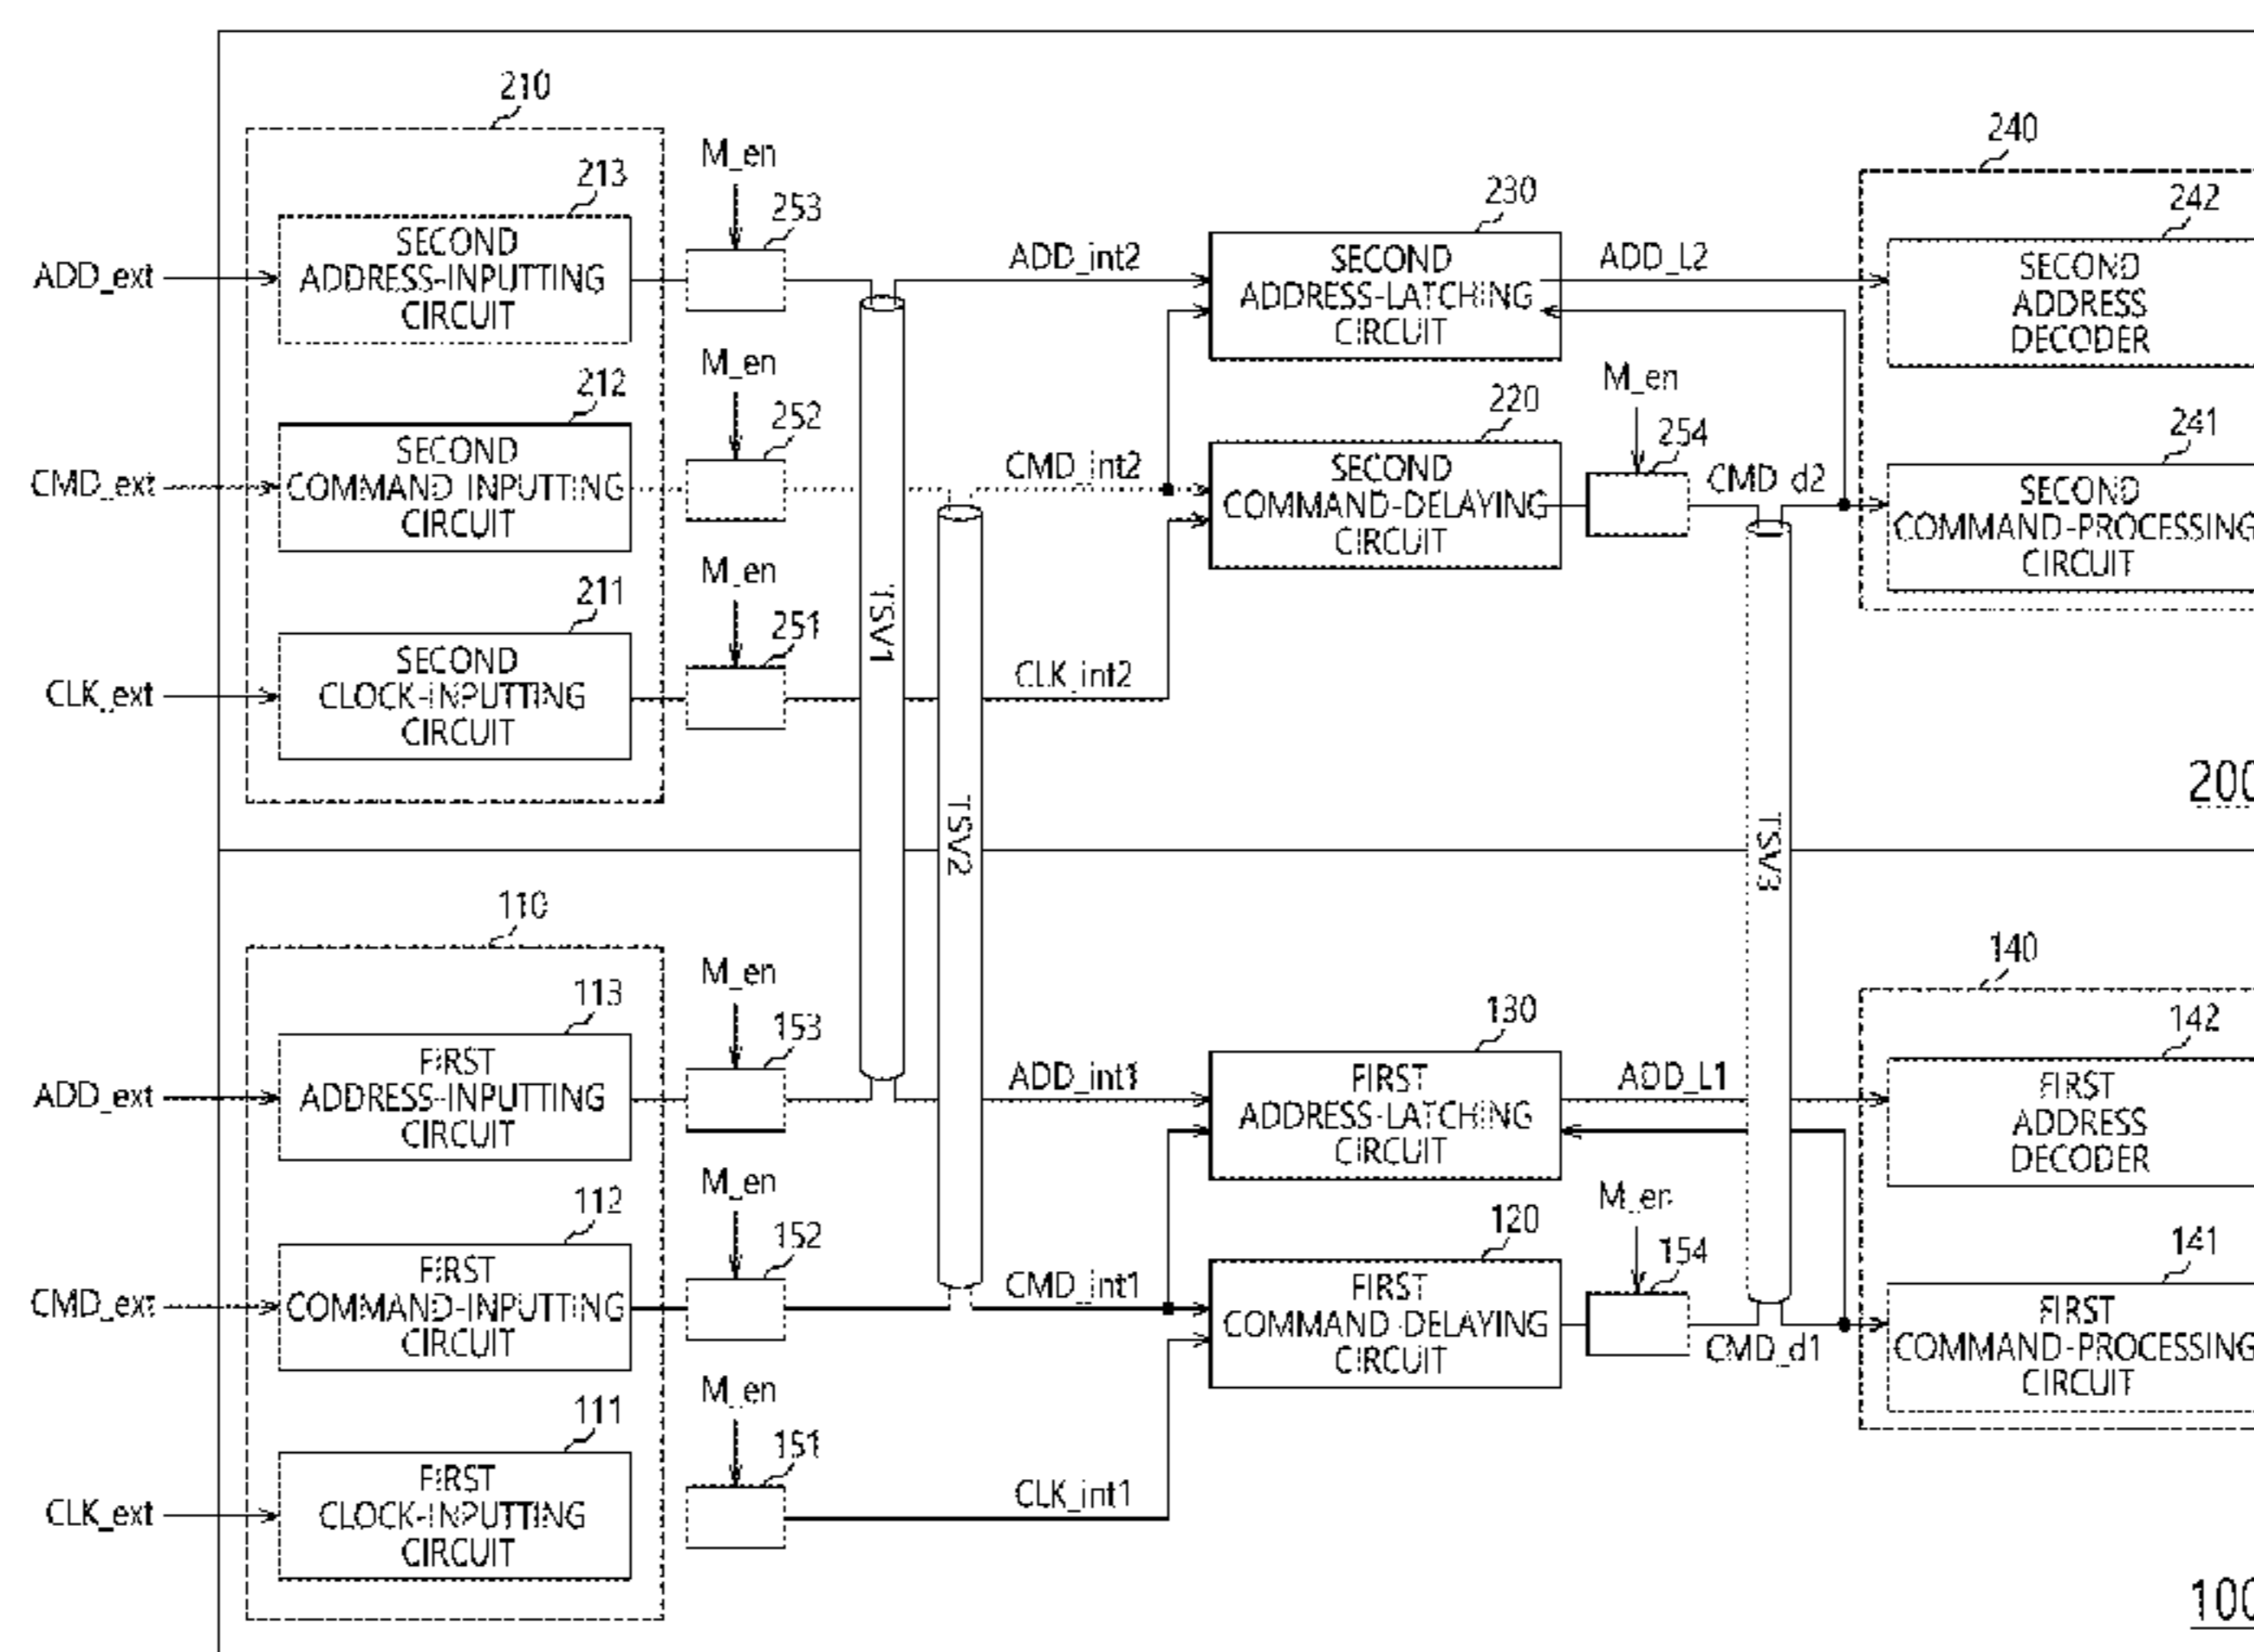 210
240
213
M_en
253
230
242
ADD_ext
SECOND
ADDRESS-INPUTTING
CIRCUIT
ADD_int2
SECOND
ADDRESS-LATCHING
CIRCUIT
ADD_L2
SECOND
ADDRESS
DECODER
212
M_en
252
220
M_en
254
241
CMD_ext
SECOND
COMMAND-INPUTTING
CIRCUIT
CMD_int2
SECOND
COMMAND-DELAYING
CIRCUIT
CMD_d2
SECOND
COMMAND-PROCESSING
CIRCUIT
211
M_en
251
TSV1
CLK_ext
SECOND
CLOCK-INPUTTING
CIRCUIT
CLK_int2
200
TSV2
TSV3
110
140
113
M_en
153
130
142
ADD_ext
FIRST
ADDRESS-INPUTTING
CIRCUIT
ADD_int1
FIRST
ADDRESS-LATCHING
CIRCUIT
AOD_L1
FIRST
ADDRESS
DECODER
112
M_en
152
120
M_en
154
141
CMD_ext
FIRST
COMMAND-INPUTTING
CIRCUIT
CMD_int1
FIRST
COMMAND-DELAYING
CIRCUIT
CMD_d1
FIRST
COMMAND-PROCESSING
CIRCUIT
111
M_en
151
CLK_ext
FIRST
CLOCK-INPUTTING
CIRCUIT
CLK_int1
100